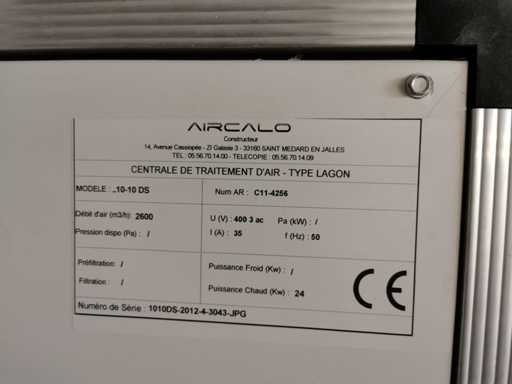 AIRCALO
Constructeur
14, Avenue Cassiopée - ZI Galaxie 3 - 33160 SAINT MEDARD EN JALLES
TEL : 05.56.70.14.00 - TELECOPIE : 05.56.70.14.09
CENTRALE DE TRAITEMENT D'AIR - TYPE LAGON
MODELE : .10-10 DS Num AR : C11-4256
Débit d'air (m3/h): 2600 U (V) : 400 3 ac Pa (kW) : /
Pression dispo (Pa) : / I (A) : 35 f (Hz) : 50
Préfiltration: / Puissance Froid (Kw) : /
Filtration : / Puissance Chaud (Kw) : 24
CE
Numéro de Série : 1010DS-2012-4-3043-JPG